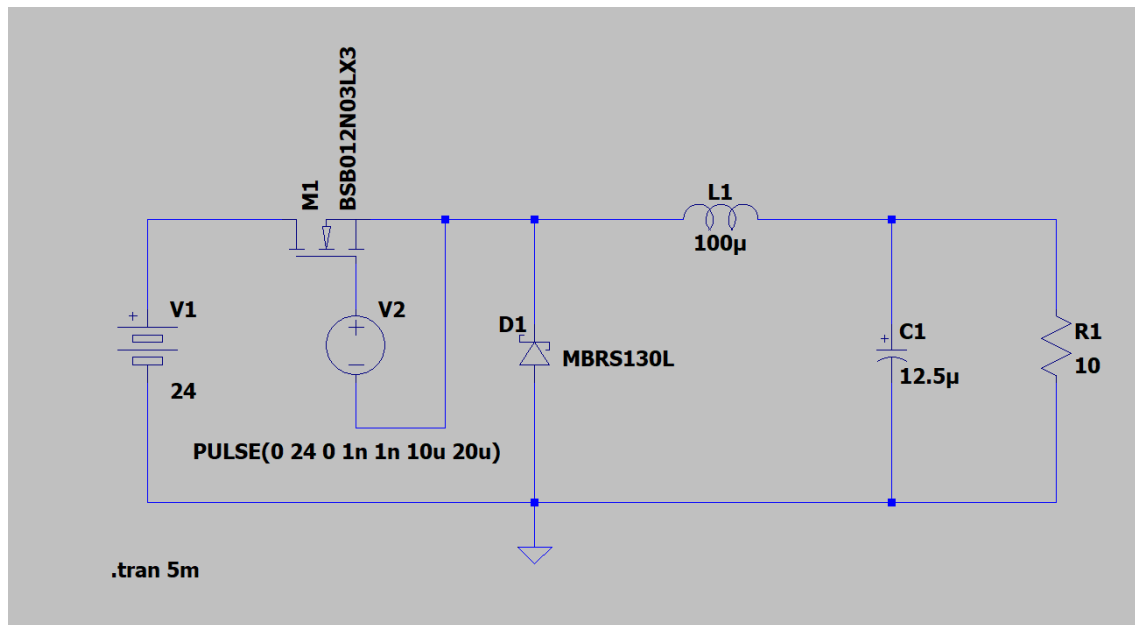 M1
BSB012N03LX3
+
V1
24
V2
+
−
PULSE(0 24 0 1n 1n 10u 20u)
D1
MBRS130L
L1
100µ
+
C1
12.5µ
R1
10
.tran 5m